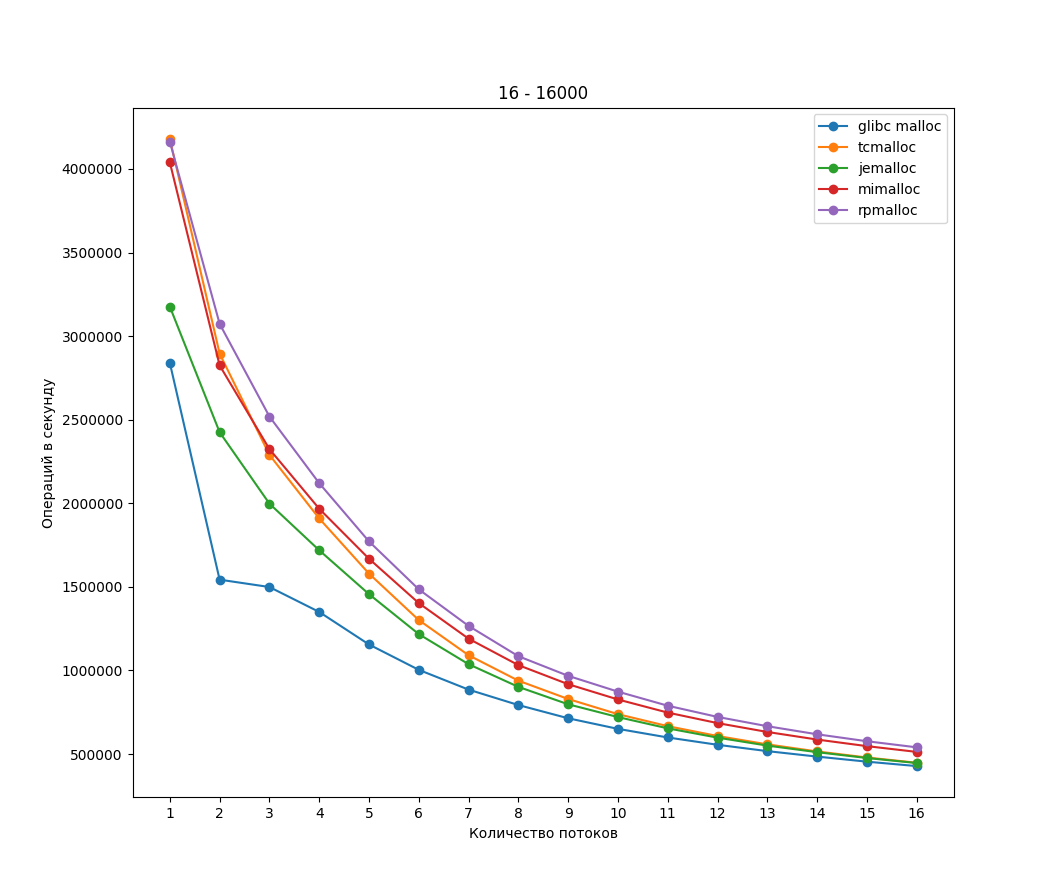 16 - 16000
glibc malloc
tcmalloc
jemalloc
mimalloc
rpmalloc
Операций в секунду
4000000
3500000
3000000
2500000
2000000
1500000
1000000
500000
1 2 3 4 5 6 7 8 9 10 11 12 13 14 15 16
Количество потоков